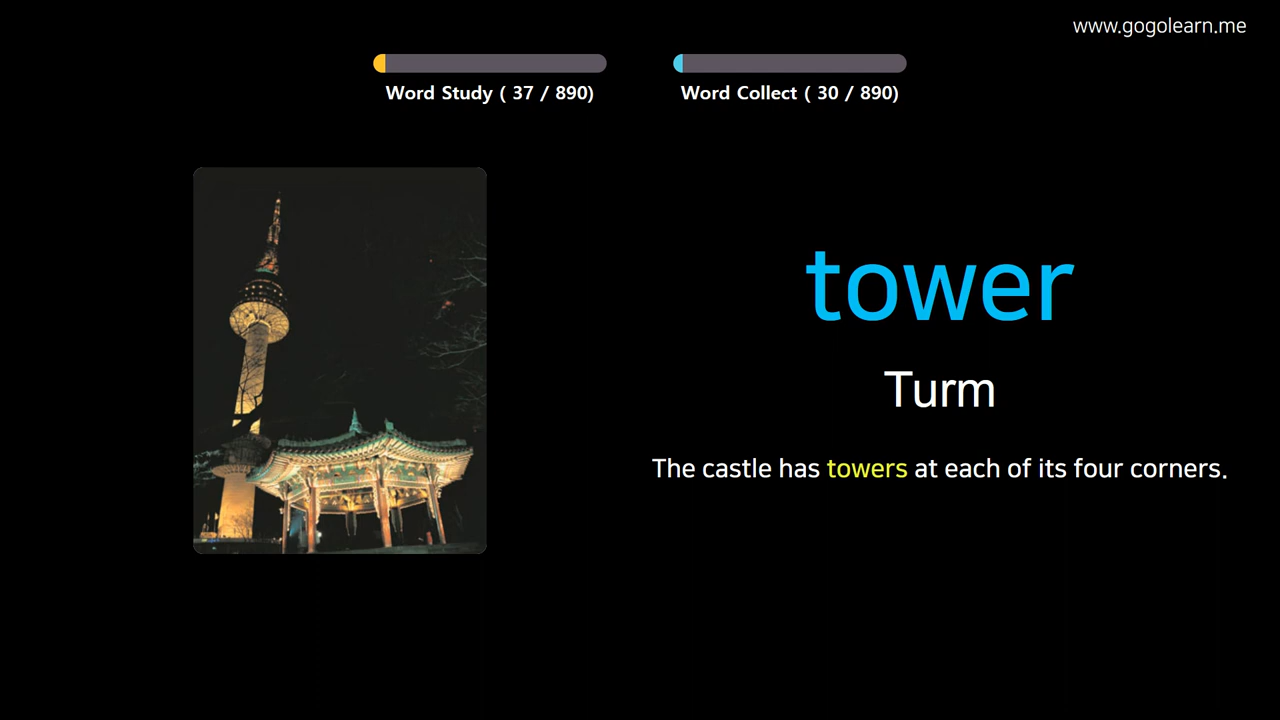 www.gogolearn.me
Word Study ( 37 / 890)
Word Collect ( 30 / 890)
tower
Turm
The castle has towers at each of its four corners.